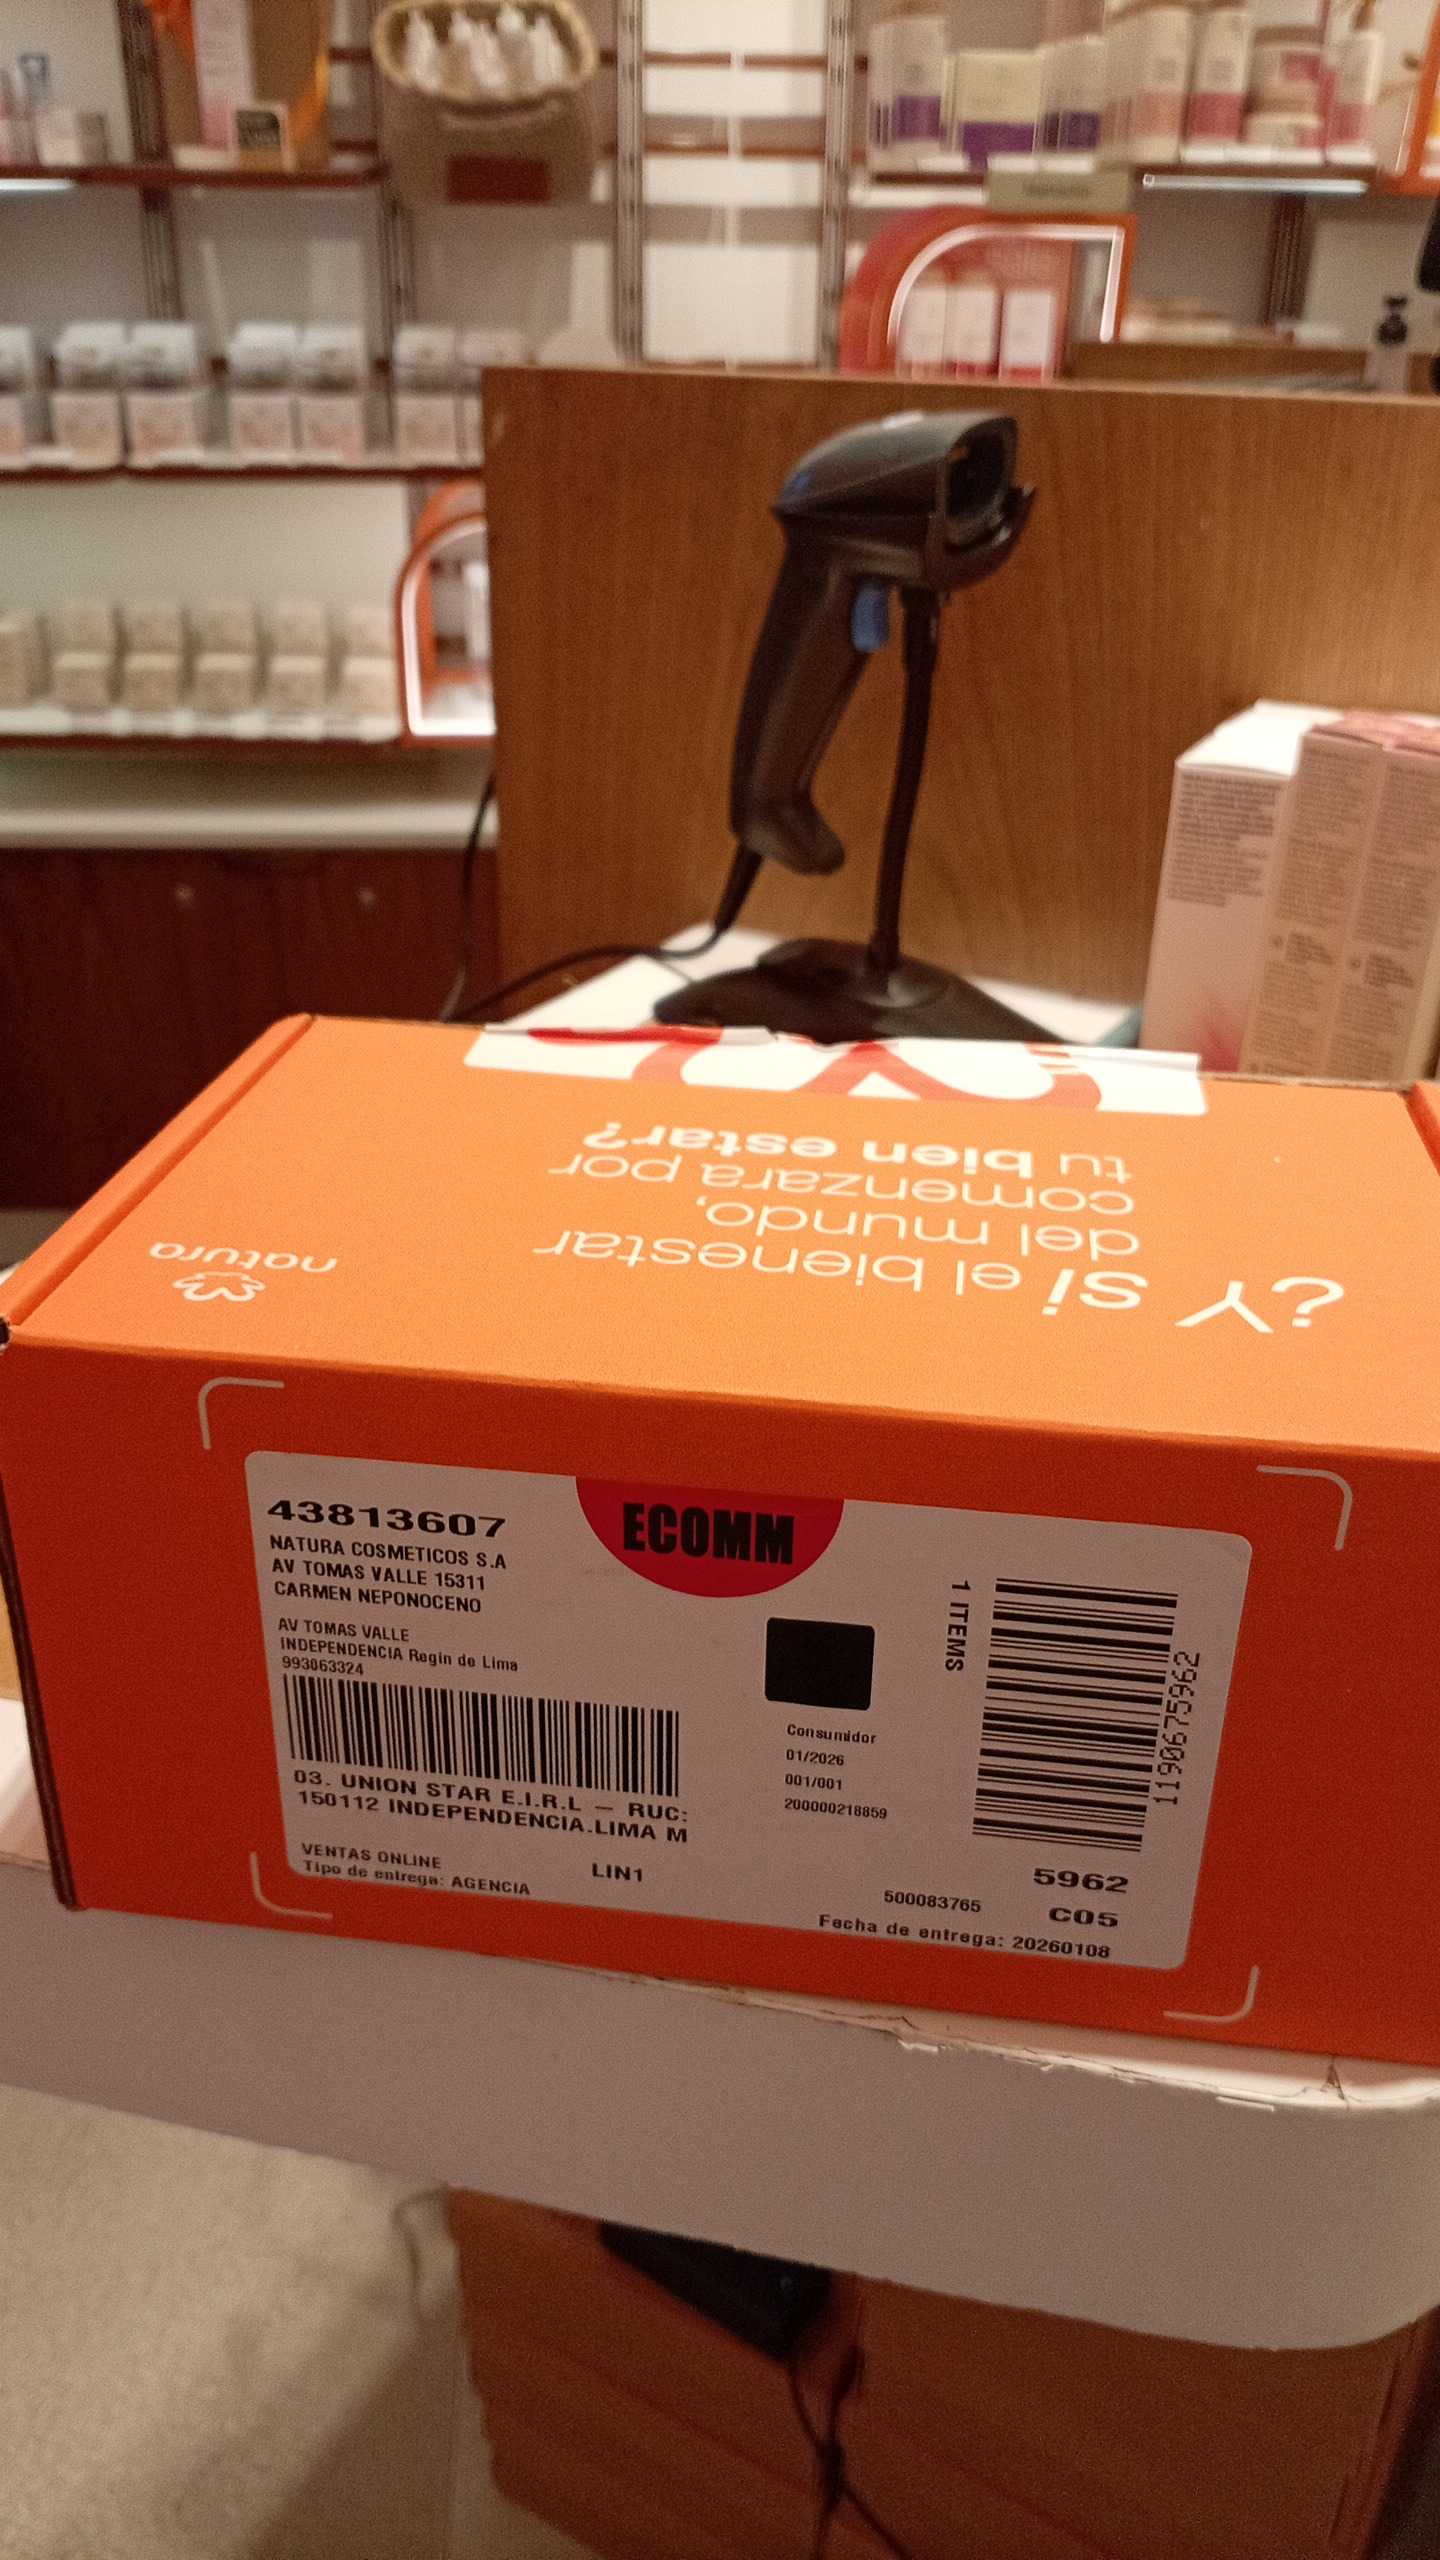 ¿Y si el bienestar
del mundo,
comenzara por
tu bien estar?
natura
43813607
NATURA COSMETICOS S.A
AV TOMAS VALLE 15311
CARMEN NEPONOCENO
AV TOMAS VALLE
INDEPENDENCIA Regin de Lima
993063324
03. UNION STAR E.I.R.L – RUC:
150112 INDEPENDENCIA.LIMA M
VENTAS ONLINE
LIN1
Tipo de entrega: AGENCIA
ECOMM
Consumidor
01/2026
001/001
200000218859
1 ITEMS
1190675962
5962
500083765
C05
Fecha de entrega: 20260108